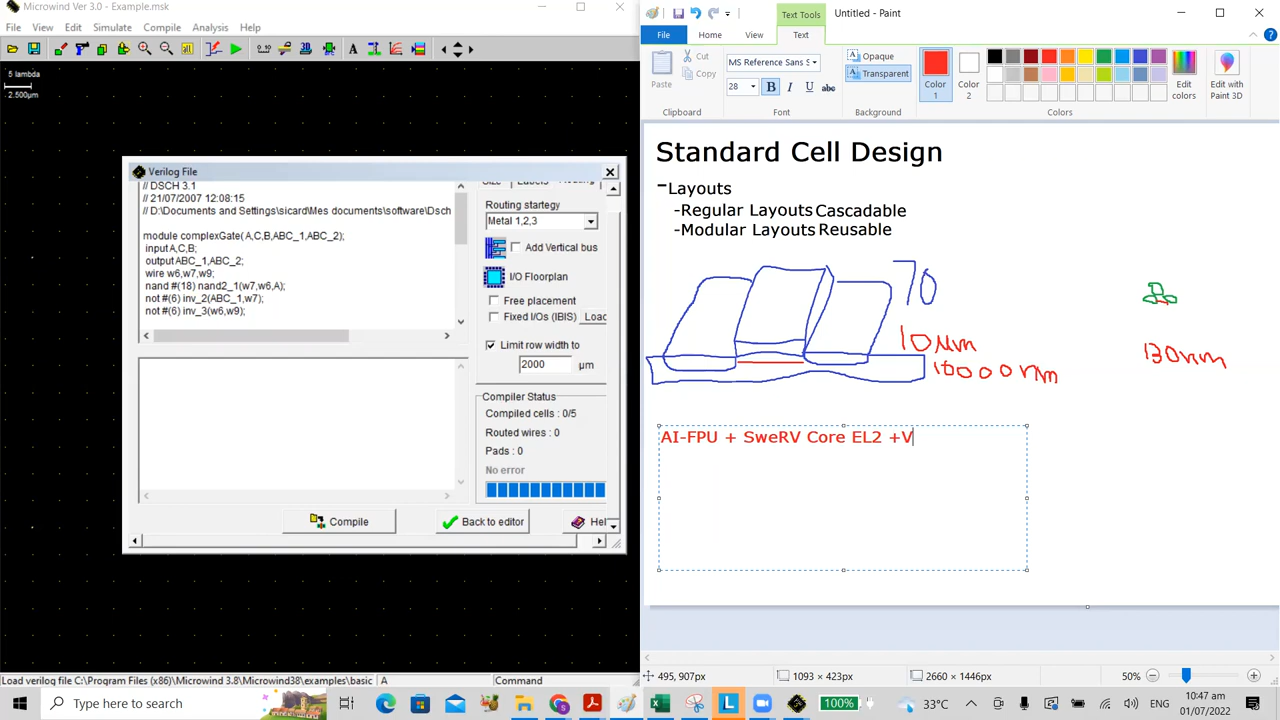 Microwind Ver 3.0 - Example.msk
File View Edit Simulate Compile Analysis Help
5 lambda
2.500µm
Verilog File
// DSCH 3.1
// 21/07/2007 12:08:15
// D:\Documents and Settings\sicard\Mes documents\software\Dsch
module complexGate( A,C,B,ABC_1,ABC_2);
input A,C,B;
output ABC_1,ABC_2;
wire w6,w7,w9;
nand #(18) nand2_1(w7,w6,A);
not #(6) inv_2(ABC_1,w7);
not #(6) inv_3(w6,w9);
Size Labels Routing
Routing startegy
Metal 1,2,3
Add Vertical bus
I/O Floorplan
Free placement
Fixed I/Os (IBIS) Loac
Limit row width to
2000 µm
Compiler Status
Compiled cells : 0/5
Routed wires : 0
Pads : 0
No error
Compile Back to editor Hel
Load verilog file C:\Program Files (x86)\Microwind 3.8\Microwind38\examples\basic A Command
Text Tools
Untitled - Paint
File Home View Text
Paste
Cut
Copy
Clipboard
MS Reference Sans S
28 B I U abc
Font
Opaque
Transparent
Background
Color 1
Color 2
Edit colors
Edit with Paint 3D
Colors
Standard Cell Design
-Layouts
-Regular Layouts Cascadable
-Modular Layouts Reusable
70
10 µm
10000 nm
130nm
AI-FPU + SweRV Core EL2 +V
495, 907px 1093 × 423px 2660 × 1446px 50%
Type here to search
100% 33°C ENG
10:47 am
01/07/2022